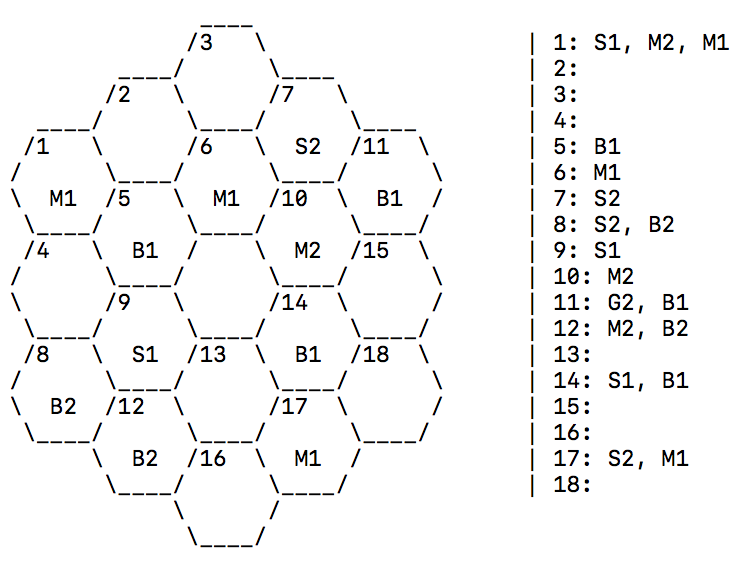 3
2 7
1 6 S2 11
M1 5 M1 10 B1
4 B1 M2 15
9 14
8 S1 13 B1 18
B2 12 17
B2 16 M1
| 1: S1, M2, M1
| 2:
| 3:
| 4:
| 5: B1
| 6: M1
| 7: S2
| 8: S2, B2
| 9: S1
| 10: M2
| 11: G2, B1
| 12: M2, B2
| 13:
| 14: S1, B1
| 15:
| 16:
| 17: S2, M1
| 18: